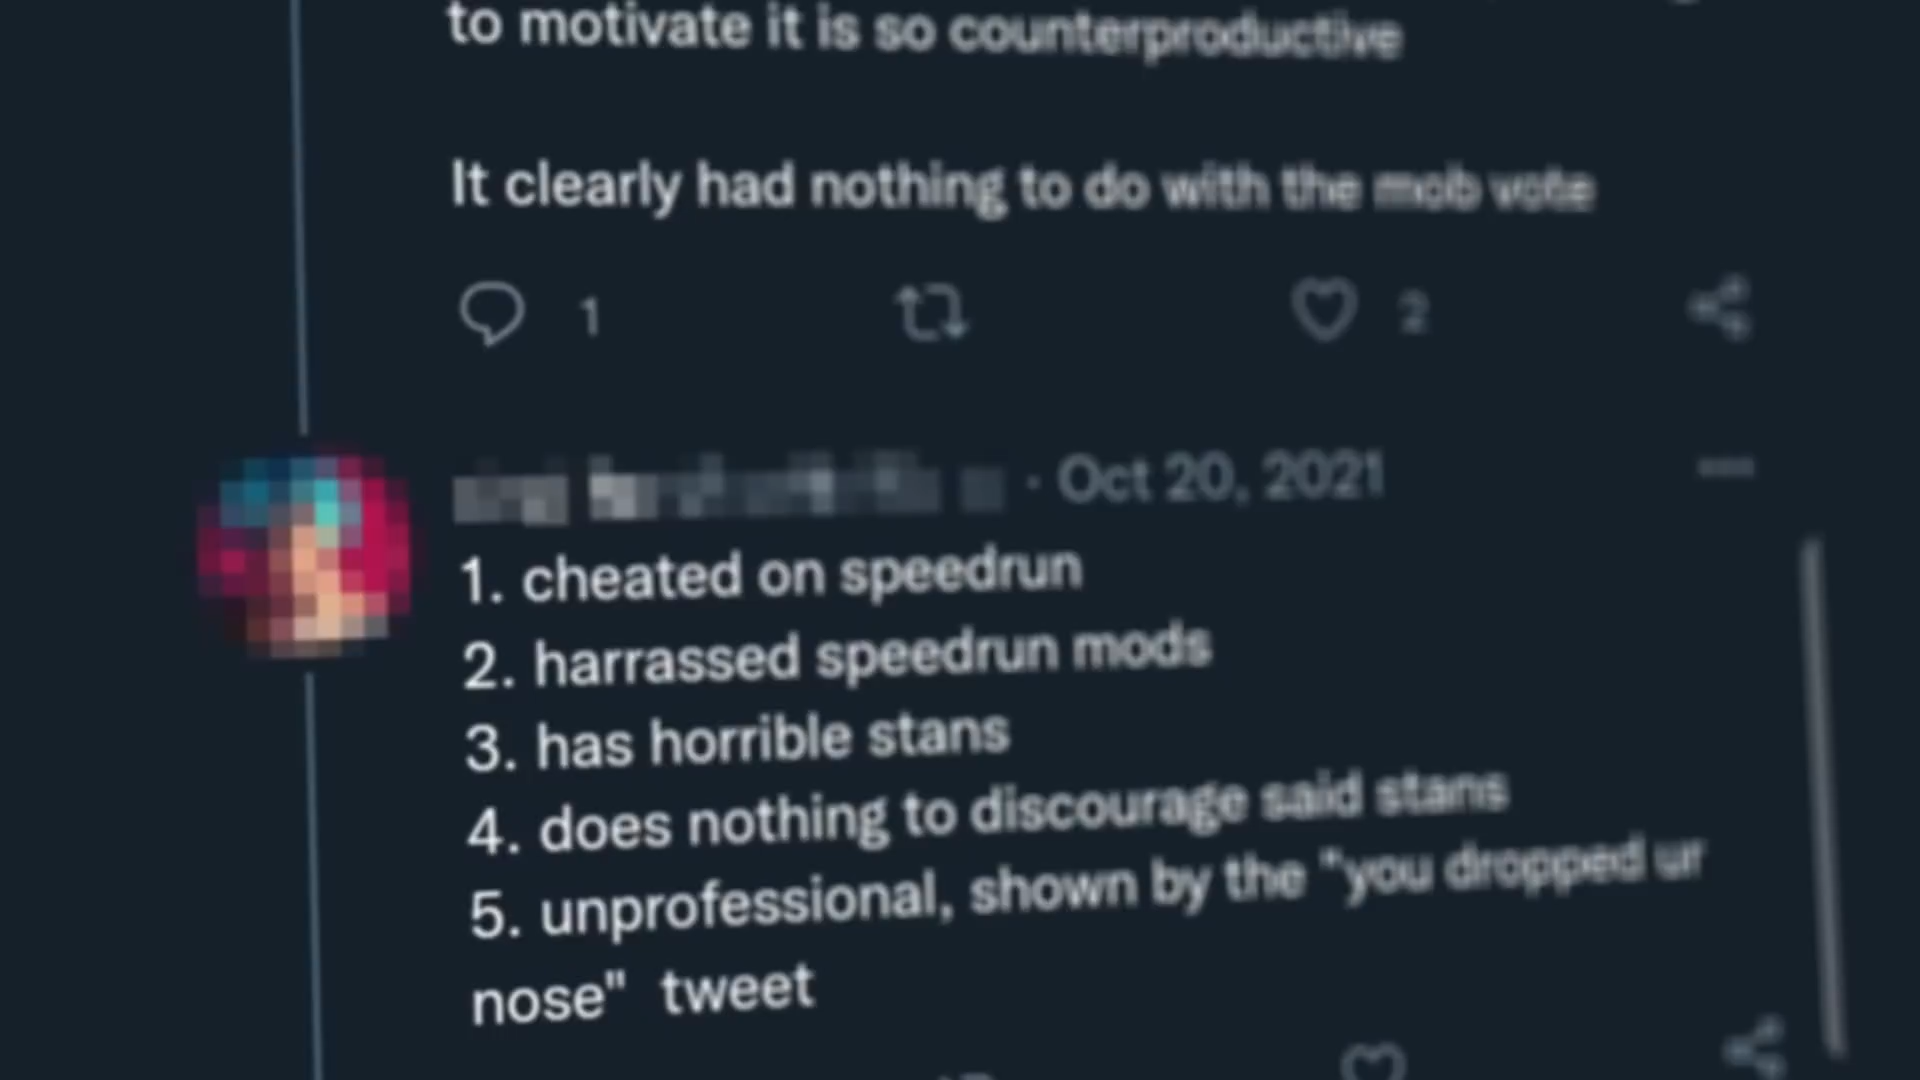 to motivate it is so counterproductive
It clearly had nothing to do with the mob vote
1
2
· Oct 20, 2021
1. cheated on speedrun
2. harrassed speedrun mods
3. has horrible stans
4. does nothing to discourage said stans
5. unprofessional, shown by the "you dropped ur
nose" tweet